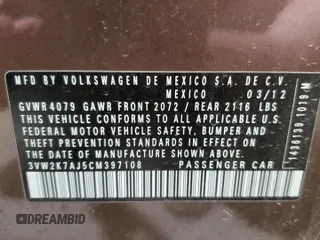 MFD BY VOLKSWAGEN DE MEXICO S.A. DE C.V.
MEXICO 03/12
GVWR 4079 GAWR FRONT 2072 / REAR 2116 LBS
THIS VEHICLE CONFORMS TO ALL APPLICABLE
FEDERAL MOTOR VEHICLE SAFETY, BUMPER AND
THEFT PREVENTION STANDARDS IN EFFECT ON
THE DATE OF MANUFACTURE SHOWN ABOVE.
3VW2K7AJ5CM397108 PASSENGER CAR
1436139 1019/M
DREAMBID